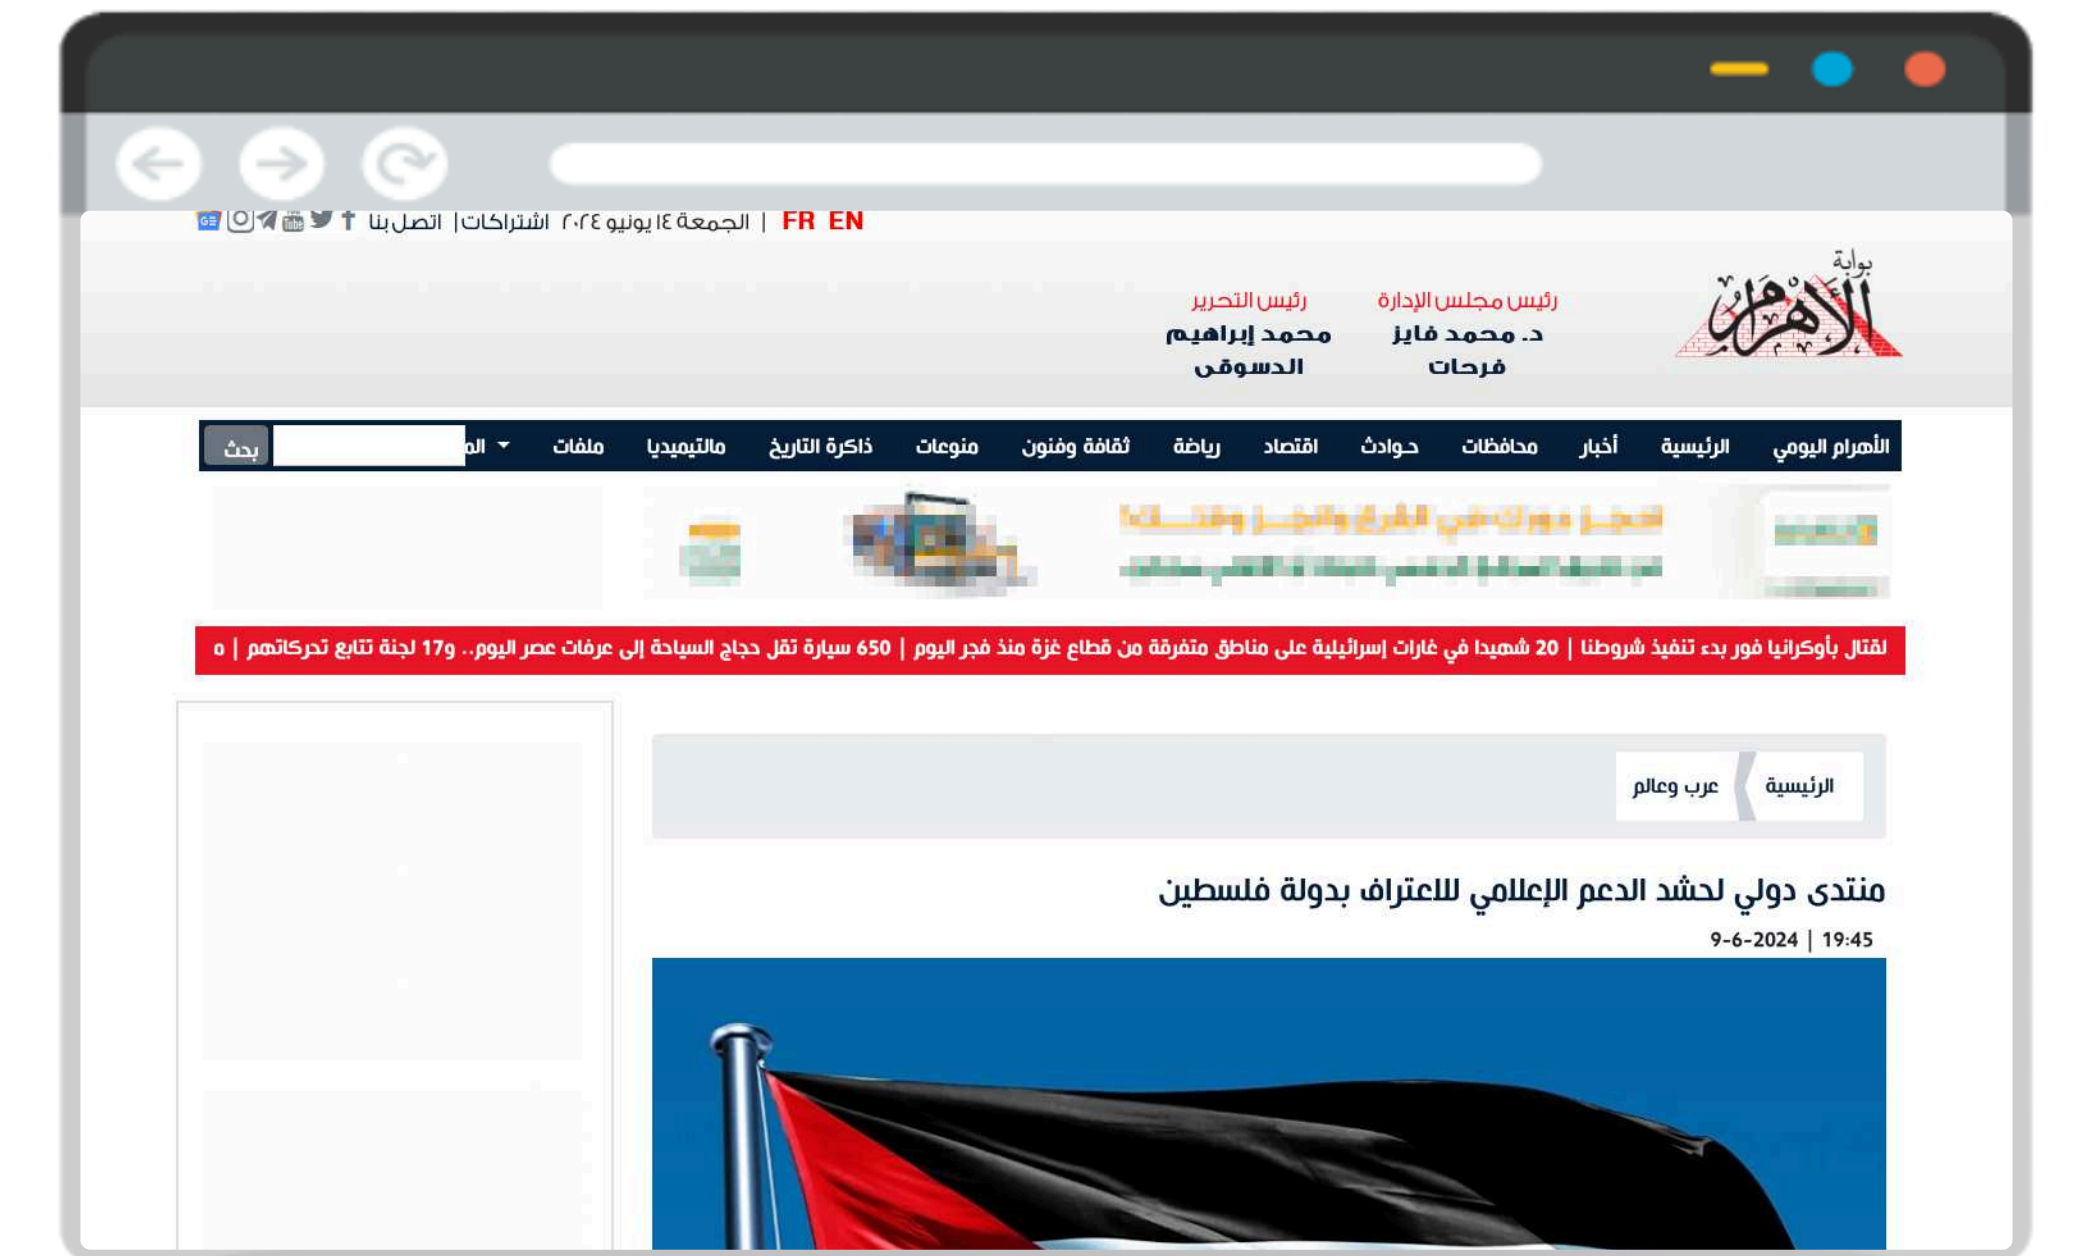 FR EN | الجمعة ١٤ يونيو ٢٠٢٤ اشتراكات | اتصل بنا
بوابة
الأهرام
رئيس مجلس الإدارة
د. محمد فايز
فرحات
رئيس التحرير
محمد إبراهيم
الدسوقى
الأهرام اليومي الرئيسية أخبار محافظات حوادث اقتصاد رياضة ثقافة وفنون منوعات ذاكرة التاريخ مالتيميديا ملفات الم بحث
لقتال بأوكرانيا فور بدء تنفيذ شروطنا | 20 شهيدا في غارات إسرائيلية على مناطق متفرقة من قطاع غزة منذ فجر اليوم | 650 سيارة تقل حجاج السياحة إلى عرفات عصر اليوم.. و17 لجنة تتابع تحركاتهم | م
الرئيسية عرب وعالم
منتدى دولي لحشد الدعم الإعلامي للاعتراف بدولة فلسطين
9-6-2024 | 19:45